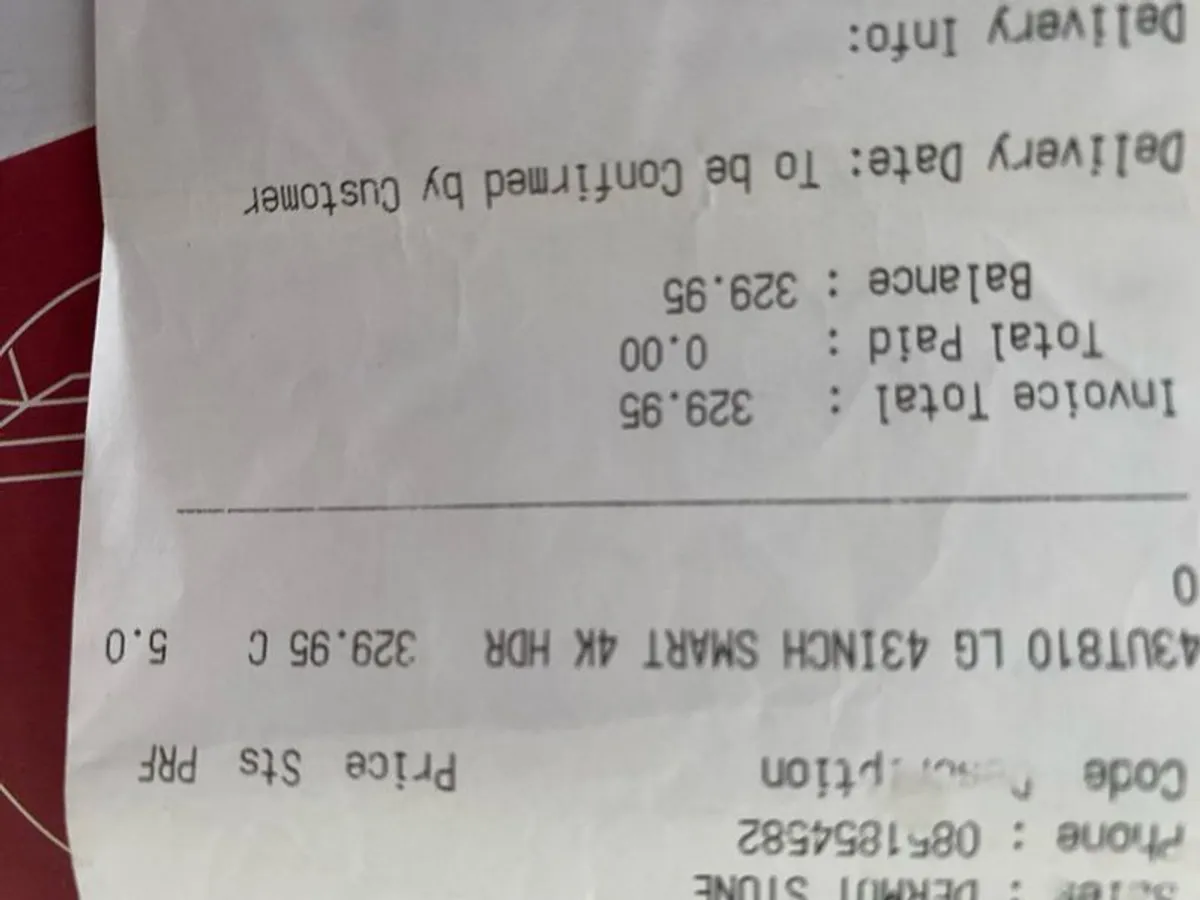 : DERMOT STONE
Phone : 0851854582
Code Price Sts PRF
43UT810 LG 43INCH SMART 4K HDR 329.95 C 5.0
0
Invoice Total : 329.95
Total Paid : 0.00
Balance : 329.95
Delivery Date: To be Confirmed by Customer
Delivery Info: